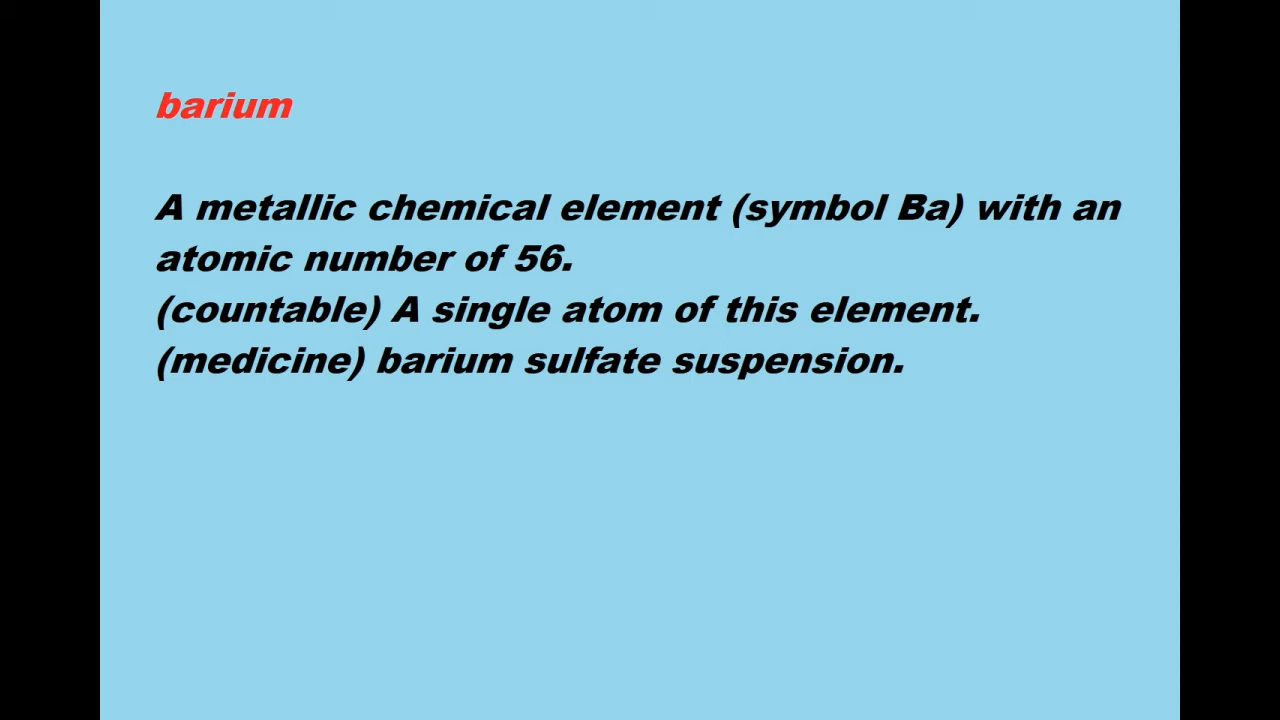 barium
A metallic chemical element (symbol Ba) with an
atomic number of 56.
(countable) A single atom of this element.
(medicine) barium sulfate suspension.